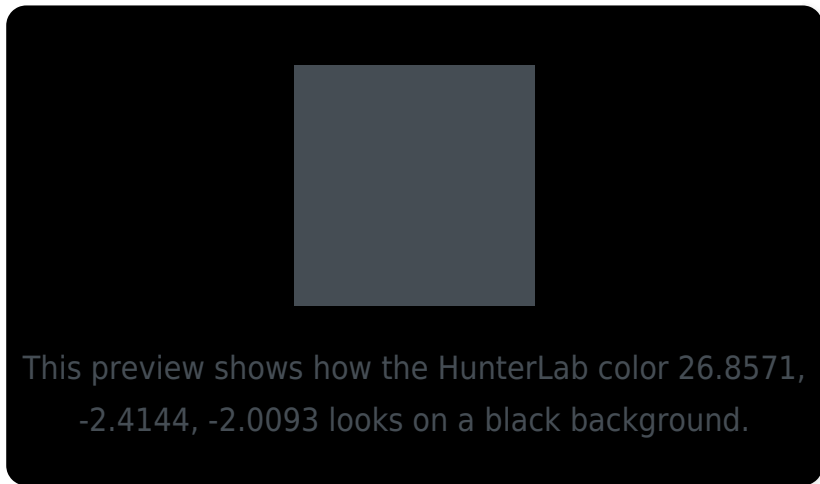 This preview shows how the HunterLab color 26.8571,
-2.4144, -2.0093 looks on a black background.